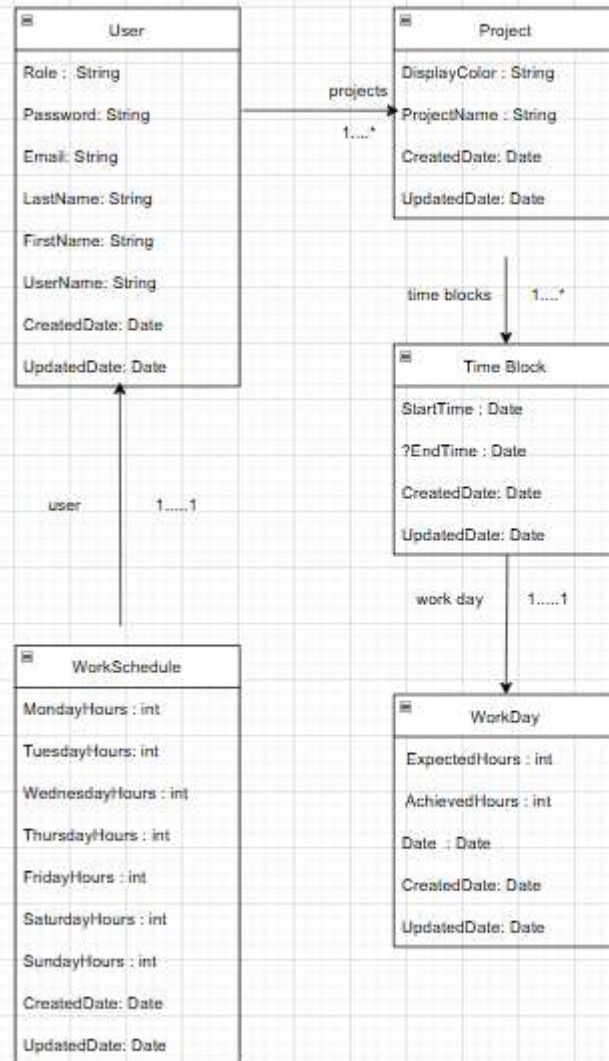 User
Role : String
Password: String
Email: String
LastName: String
FirstName: String
UserName: String
CreatedDate: Date
UpdatedDate: Date
projects
1....*
Project
DisplayColor : String
ProjectName : String
CreatedDate: Date
UpdatedDate: Date
time blocks
1....*
Time Block
StartTime : Date
?EndTime : Date
CreatedDate: Date
UpdatedDate: Date
user
1.....1
work day
1.....1
WorkSchedule
MondayHours : int
TuesdayHours: int
WednesdayHours : int
ThursdayHours : int
FridayHours : int
SaturdayHours : int
SundayHours : int
CreatedDate: Date
UpdatedDate: Date
WorkDay
ExpectedHours : int
AchievedHours : int
Date : Date
CreatedDate: Date
UpdatedDate: Date